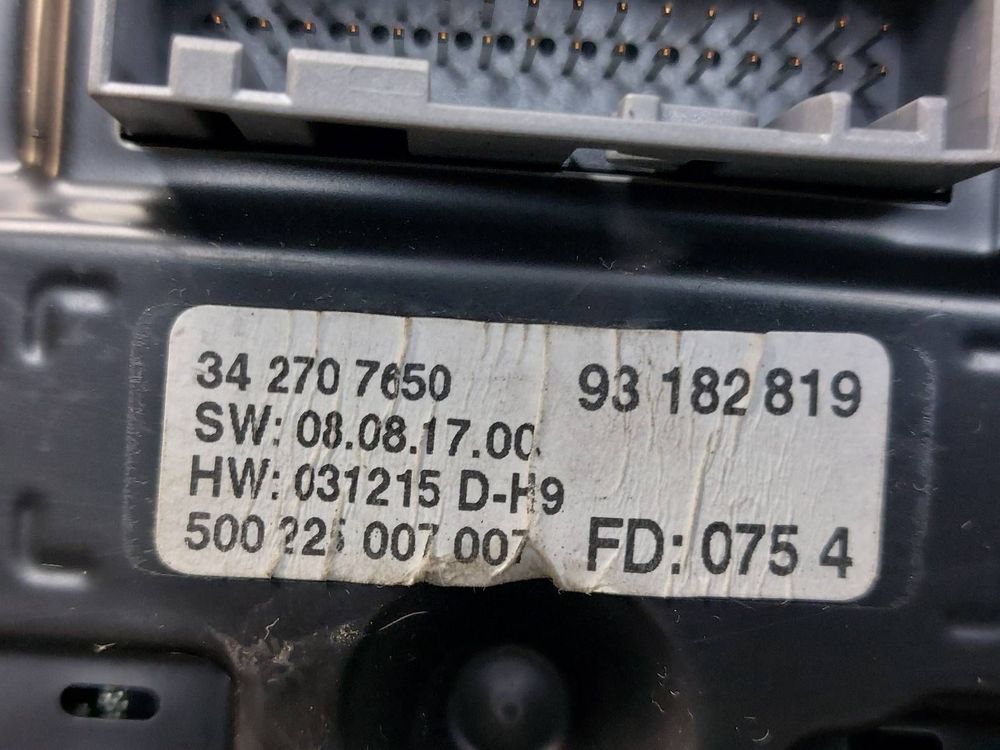 34 270 7650 93 182 819
SW: 08.08.17.00
HW: 031215 D-H9
500 225 007 007 FD: 075 4